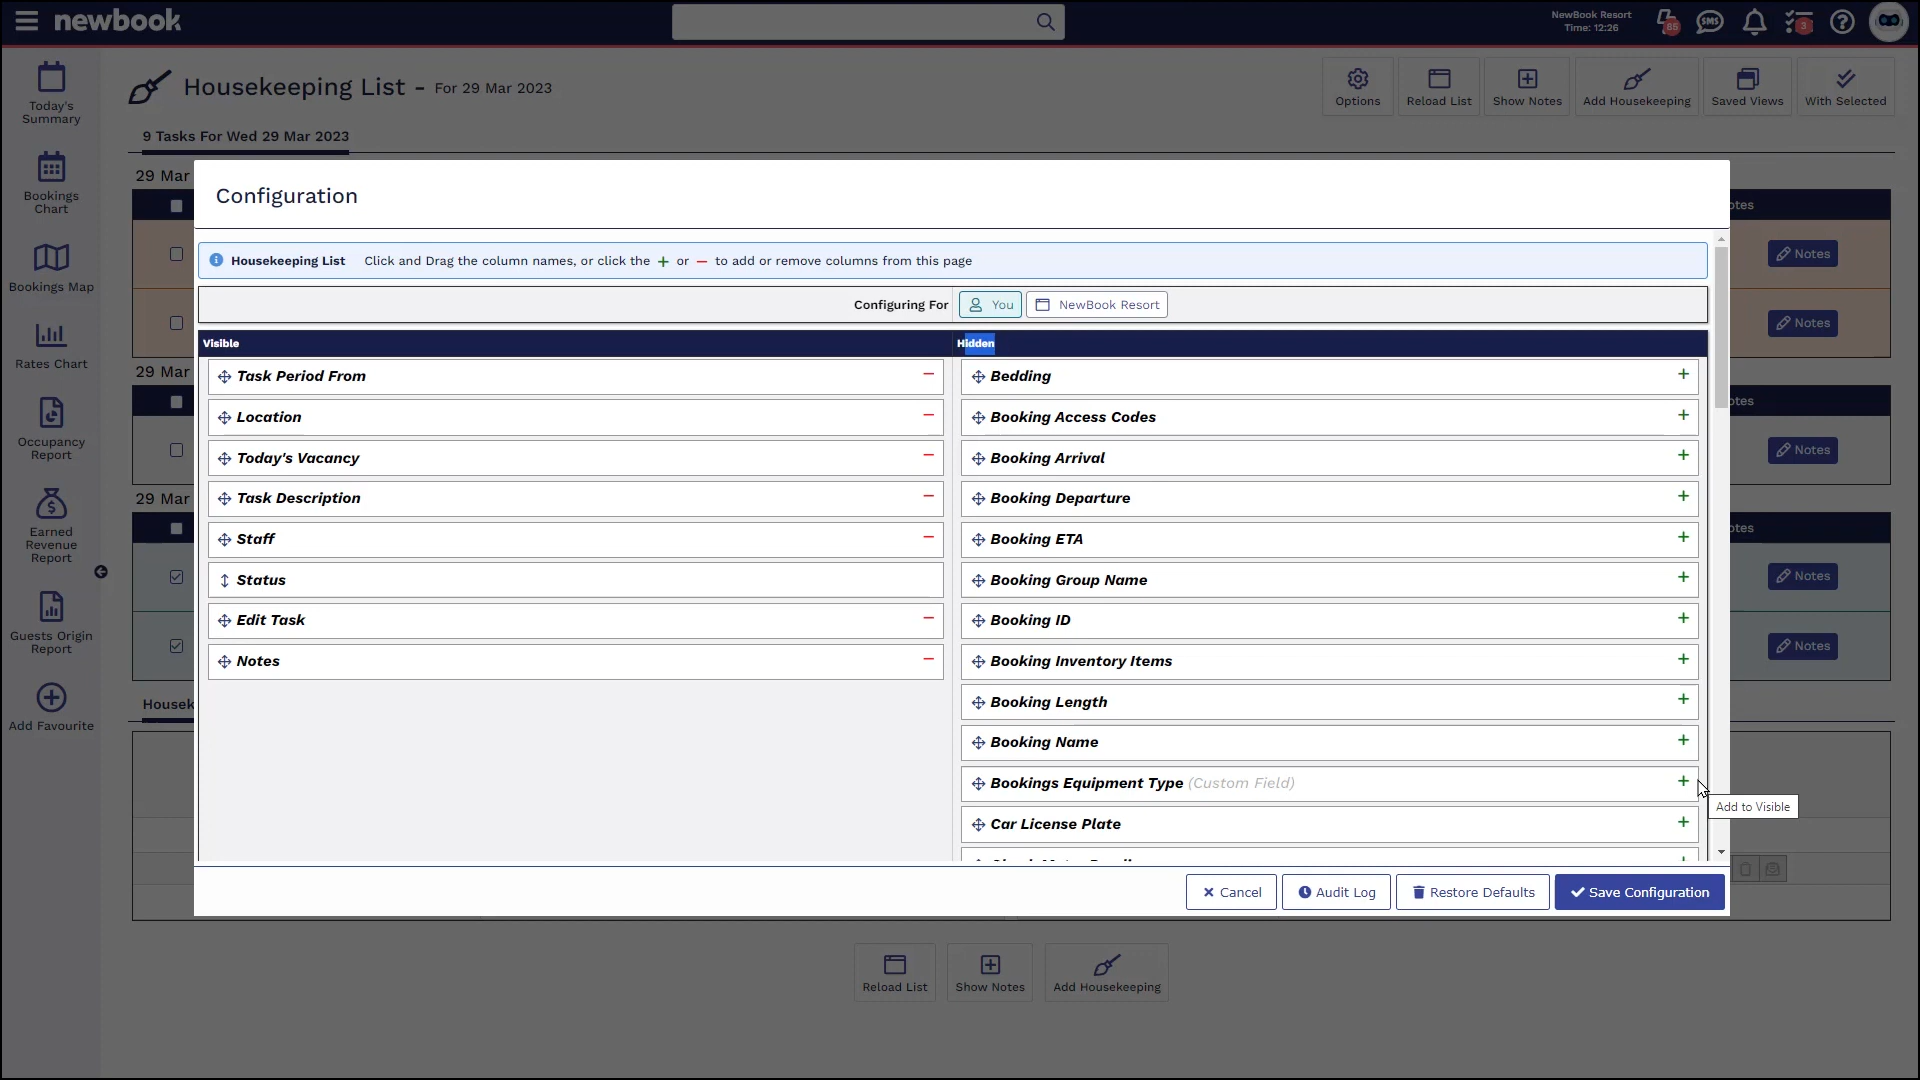 newbook
NewBook Resort
Time: 12:26
85
SMS
3
Today's
Summary
Bookings
Chart
Bookings Map
Rates Chart
Occupancy
Report
Earned
Revenue
Report
Guests Origin
Report
Add Favourite
Housekeeping List - For 29 Mar 2023
Options
Reload List
Show Notes
Add Housekeeping
Saved Views
With Selected
9 Tasks For Wed 29 Mar 2023
29 Mar
otes
Notes
Notes
29 Mar
otes
Notes
29 Mar
otes
Notes
Notes
Housek
Configuration
Housekeeping List Click and Drag the column names, or click the + or − to add or remove columns from this page
Configuring For You NewBook Resort
Visible
Task Period From
Location
Today's Vacancy
Task Description
Staff
Status
Edit Task
Notes
Hidden
Bedding
Booking Access Codes
Booking Arrival
Booking Departure
Booking ETA
Booking Group Name
Booking ID
Booking Inventory Items
Booking Length
Booking Name
Bookings Equipment Type (Custom Field)
Car License Plate
Add to Visible
Cancel
Audit Log
Restore Defaults
Save Configuration
Reload List
Show Notes
Add Housekeeping